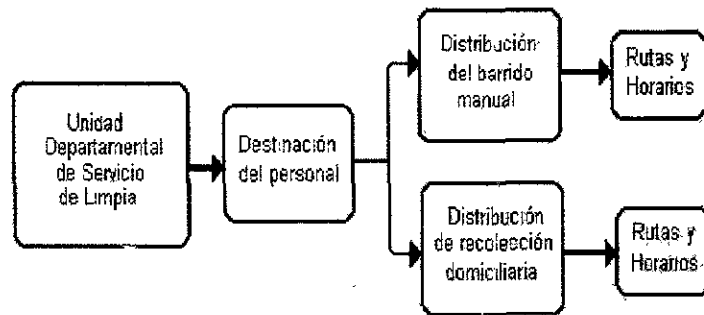 Unidad
Departamental
de Servicio
de Limpia
Destinación
del personal
Distribución
del barrido
manual
Rutas y
Horarios
Distribución
de recolección
domiciliaria
Rutas y
Horarios